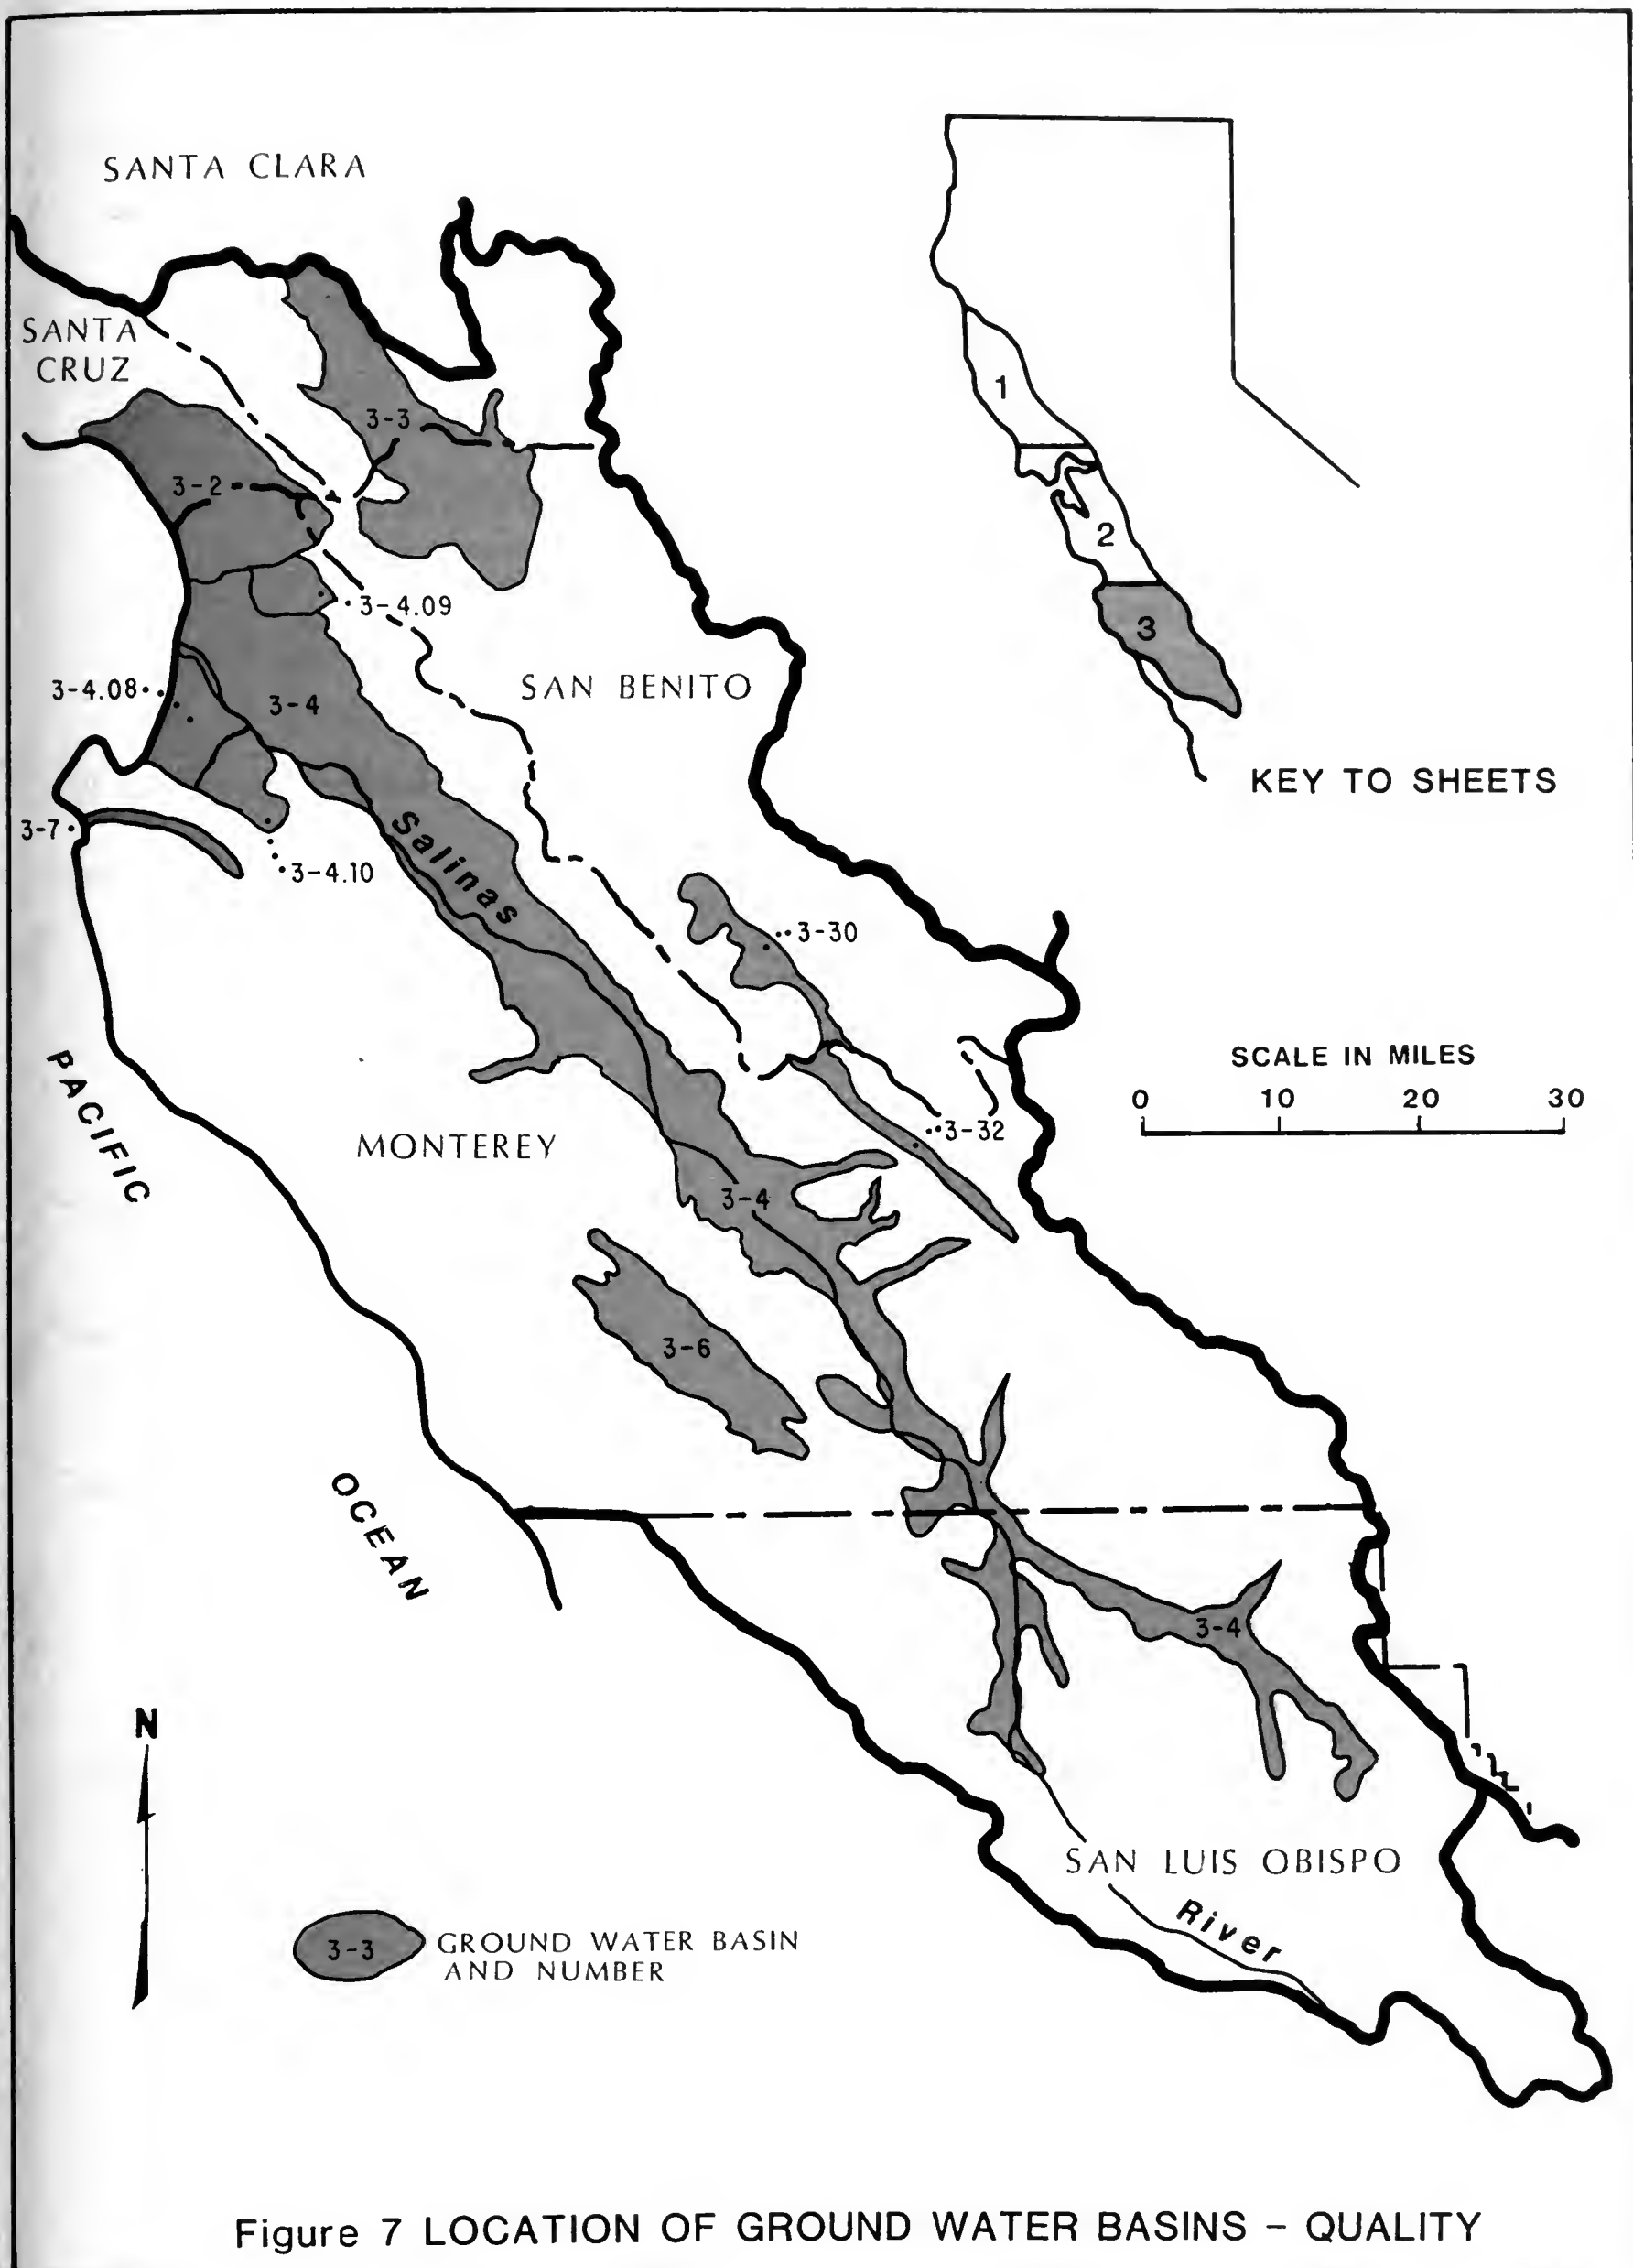 SANTA CLARA
SANTA
CRUZ
1
3-3
3-2
2
3-4.09
3
SAN BENITO
3-4.08
3-4
KEY TO SHEETS
3-7
3-4.10
Salinas
3-30
SCALE IN MILES
0 10 20 30
PACIFIC
3-32
MONTEREY
3-4
3-6
OCEAN
3-4
N
SAN LUIS OBISPO
River
3-3
GROUND WATER BASIN
AND NUMBER
Figure 7 LOCATION OF GROUND WATER BASINS – QUALITY